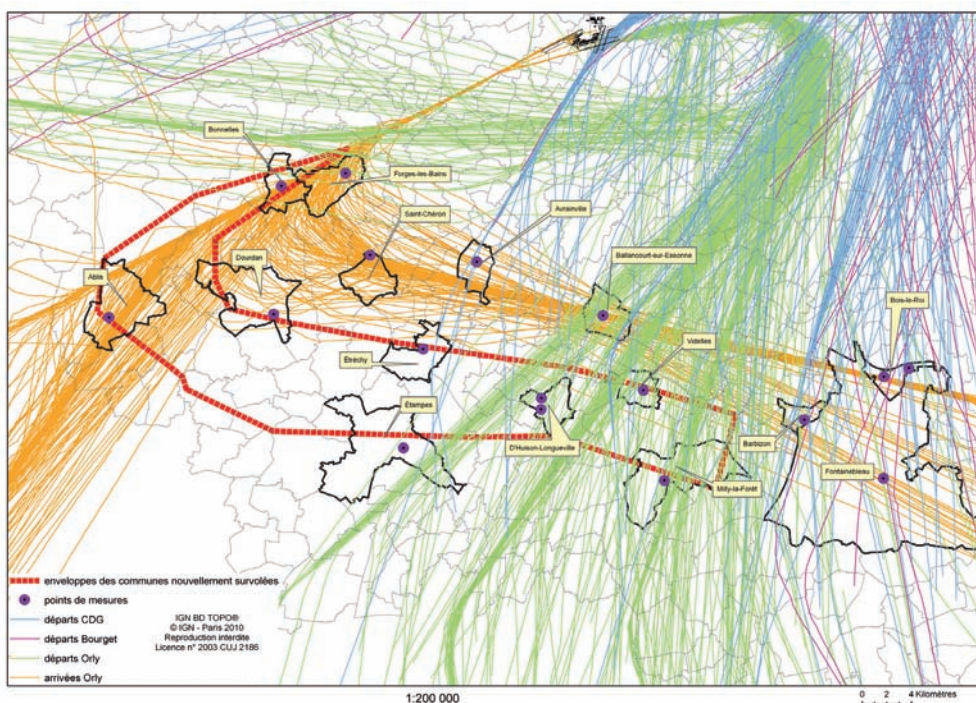 Bonnelles
Forges-les-Bains
Saint-Chéron
Avrainville
Ballancourt-sur-Essonne
Ablis
Dourdan
Bois-le-Roi
Étréchy
Videlles
Étampes
D'Huison-Longueville
Barbizon
Fontainebleau
Milly-la-Forêt
enveloppes des communes nouvellement survolées
points de mesures
départs CDG
départs Bourget
départs Orly
arrivées Orly
IGN BD TOPO®
© IGN - Paris 2010
Reproduction interdite
Licence n° 2003 CUJ 2186
1:200 000
0 2 4 Kilomètres